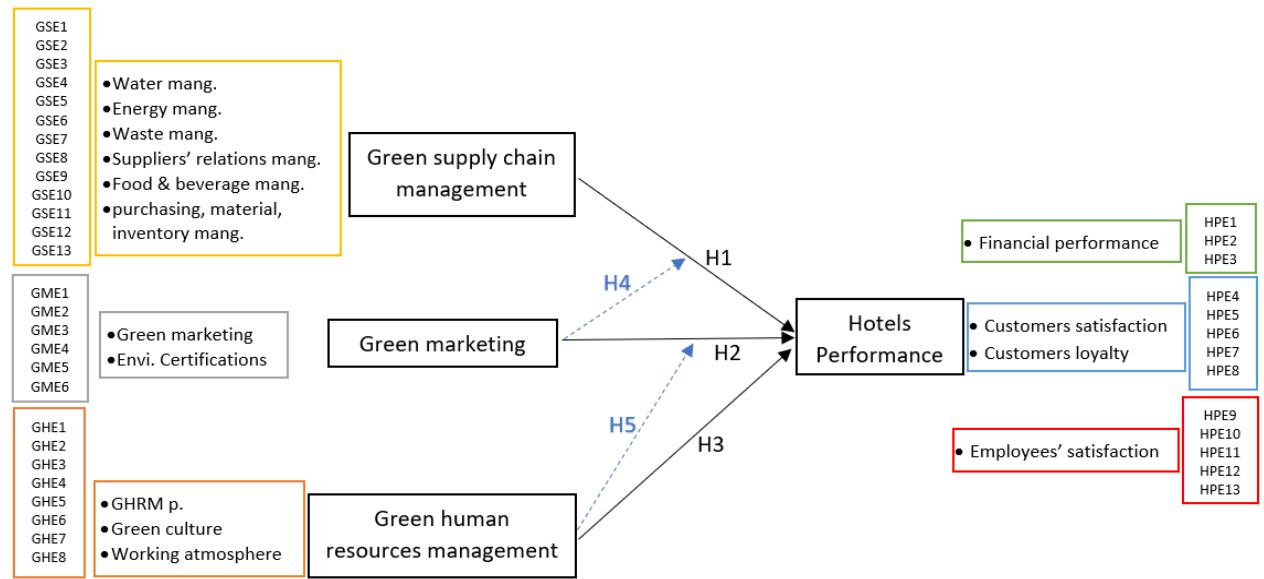 GSE1
GSE2
GSE3
GSE4
GSE5
GSE6
GSE7
GSE8
GSE9
GSE10
GSE11
GSE12
GSE13
•Water mang.
•Energy mang.
•Waste mang.
•Suppliers’ relations mang.
•Food & beverage mang.
•purchasing, material,
inventory mang.
Green supply chain
management
H1
H4
GME1
GME2
GME3
GME4
GME5
GME6
•Green marketing
•Envi. Certifications
Green marketing
H2
GHE1
GHE2
GHE3
GHE4
GHE5
GHE6
GHE7
GHE8
•GHRM p.
•Green culture
•Working atmosphere
Green human
resources management
H5
H3
Hotels
Performance
• Financial performance
HPE1
HPE2
HPE3
• Customers satisfaction
• Customers loyalty
HPE4
HPE5
HPE6
HPE7
HPE8
• Employees’ satisfaction
HPE9
HPE10
HPE11
HPE12
HPE13